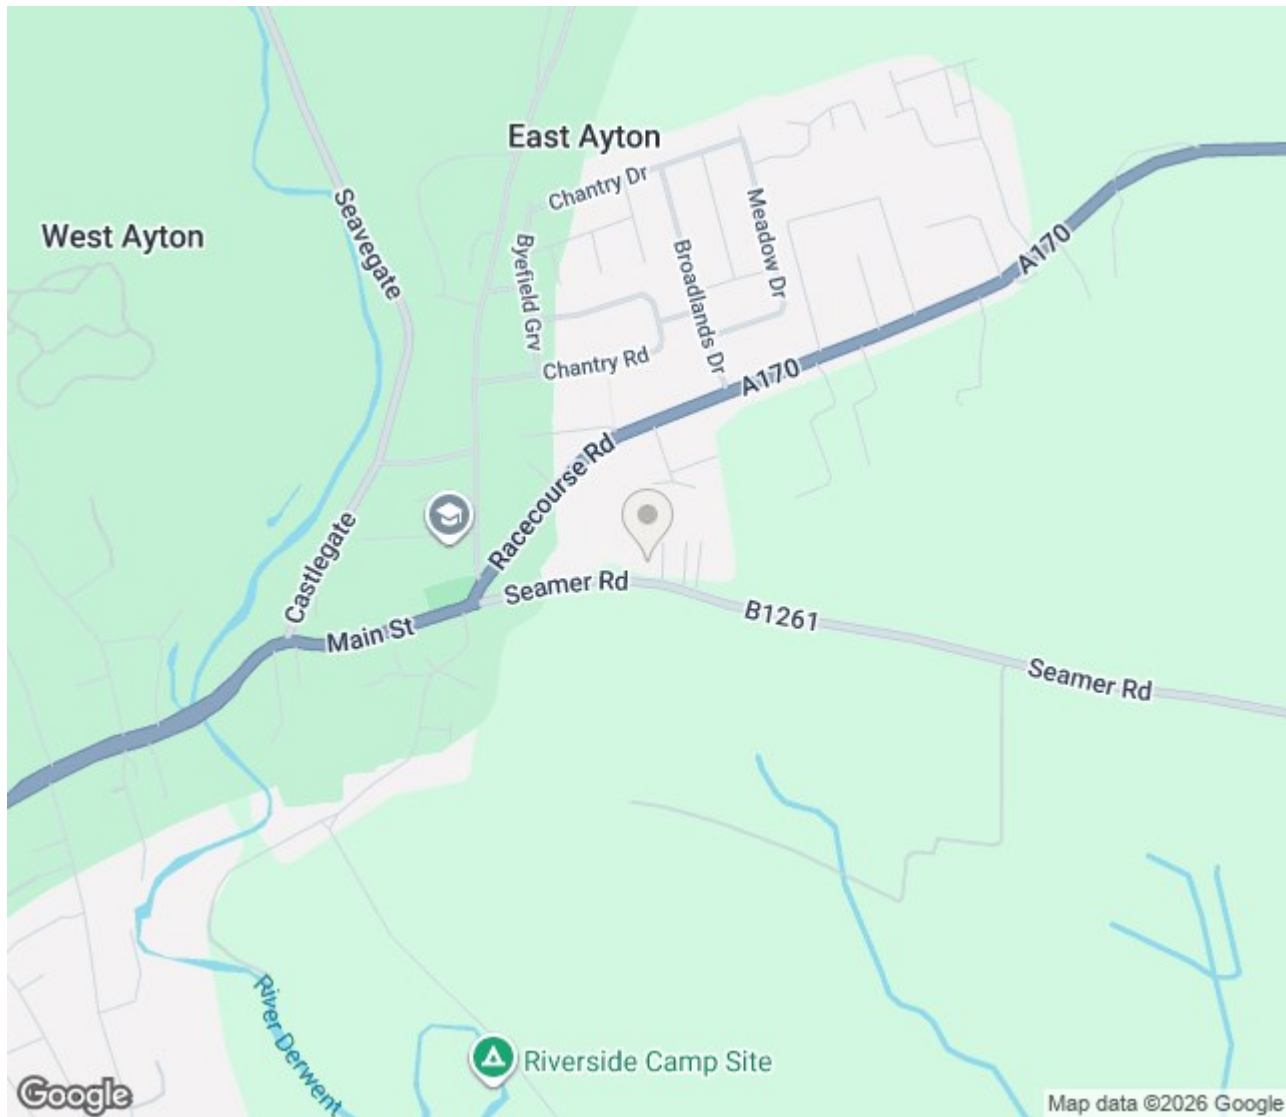 East Ayton
Chantry Dr
Seavegate
West Ayton
Meadow Dr
Byefield Grv
Broadlands Dr
A170
Chantry Rd
A170
Racecourse Rd
Castlegate
Seamer Rd
B1261
Main St
Seamer Rd
River Derwent
Riverside Camp Site
Google
Map data ©2026 Google